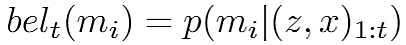 bel_t(m_i) = p(m_i|(z, x)_{1:t})